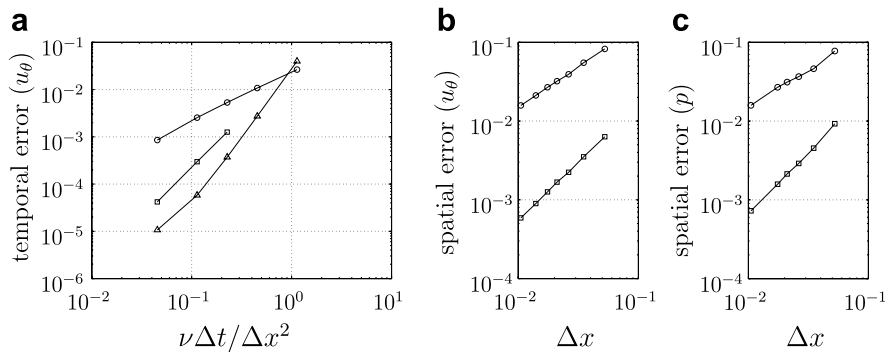 a
temporal error (u_θ)
10^{-1}
10^{-2}
10^{-3}
10^{-4}
10^{-5}
10^{-6}
10^{-2}
10^{-1}
10^{0}
10^{1}
νΔt/Δx^2
b
spatial error (u_θ)
10^{-1}
10^{-2}
10^{-3}
10^{-4}
10^{-2}
10^{-1}
Δx
c
spatial error (p)
10^{-1}
10^{-2}
10^{-3}
10^{-4}
10^{-2}
10^{-1}
Δx